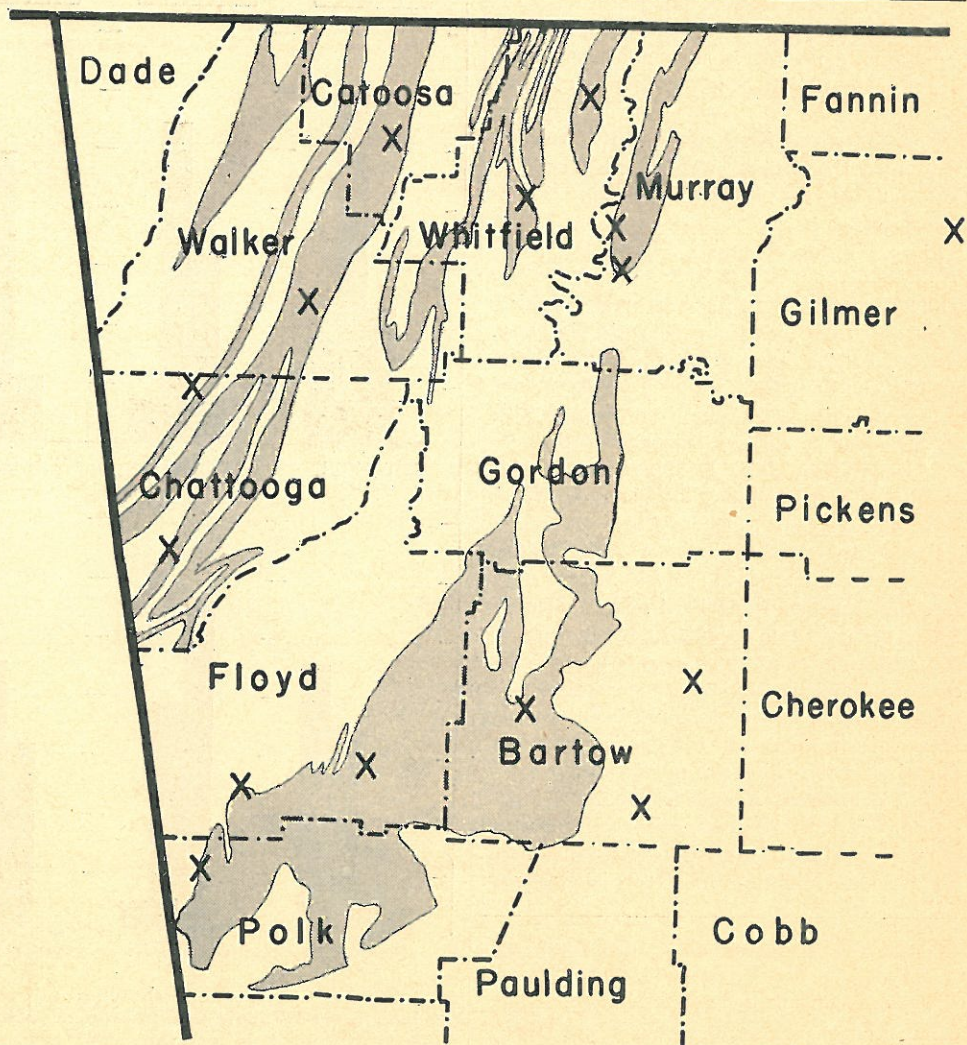 Dade
Catoosa
Fannin
Murray
Walker
Whitfield
Gilmer
Chattooga
Gordon
Pickens
Floyd
Cherokee
Bartow
Polk
Cobb
Paulding